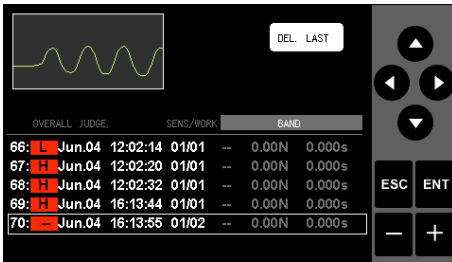 DEL. LAST
OVERALL JUDGE. SENS/WORK BAND
66: L Jun.04 12:02:14 01/01 -- 0.00N 0.000s
67: H Jun.04 12:02:20 01/01 -- 0.00N 0.000s
68: H Jun.04 12:02:32 01/01 -- 0.00N 0.000s
69: H Jun.04 16:13:44 01/01 -- 0.00N 0.000s
70: -- Jun.04 16:13:55 01/02 -- 0.00N 0.000s
ESC ENT
− +